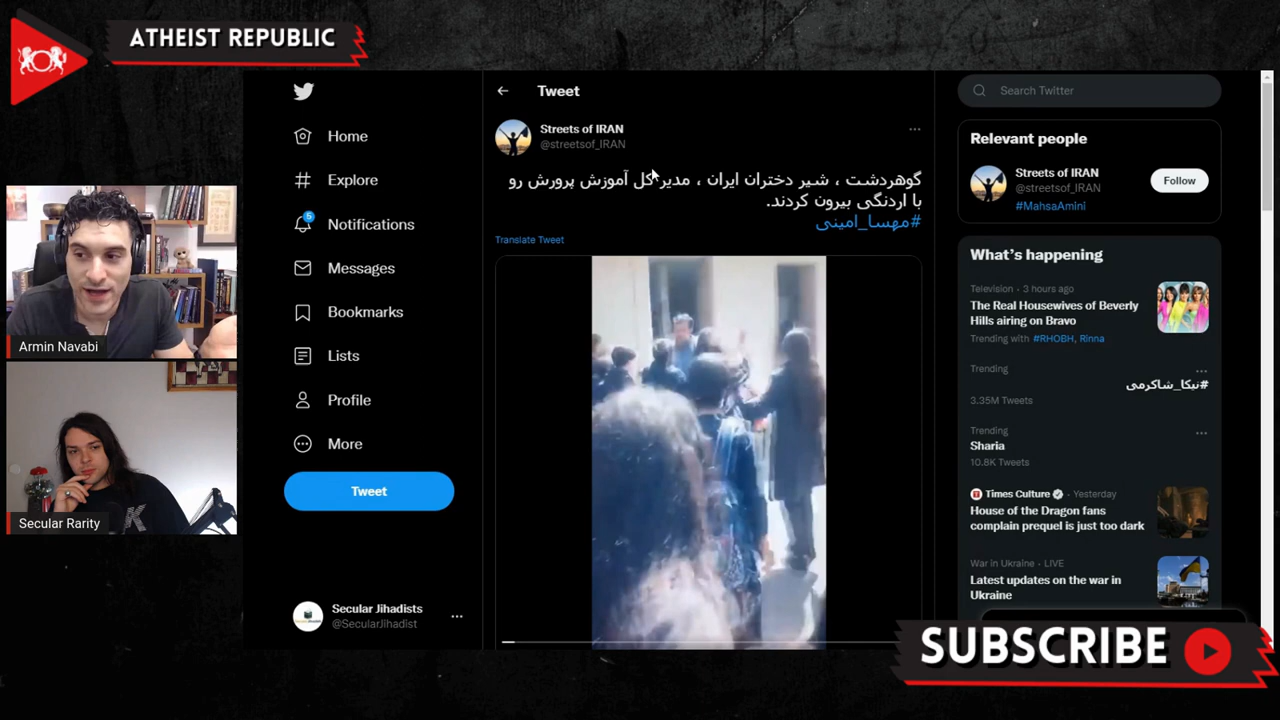 ATHEIST REPUBLIC
Armin Navabi
Secular Rarity
Home
Explore
5
Notifications
Messages
Bookmarks
Lists
Profile
More
Tweet
Secular Jihadists
@SecularJihadist
Tweet
Streets of IRAN
@streetsof_IRAN
گوهردشت ، شیر دختران ایران ، مدیر کل آموزش پرورش رو
با اردنگی بیرون کردند.
#مهسا_امینی
Translate Tweet
Search Twitter
Relevant people
Streets of IRAN
@streetsof_IRAN
Follow
#MahsaAmini
What's happening
Television · 3 hours ago
The Real Housewives of Beverly
Hills airing on Bravo
Trending with #RHOBH, Rinna
Trending
#نیکا_شاکرمی
3.35M Tweets
Trending
Sharia
10.8K Tweets
Times Culture · Yesterday
House of the Dragon fans
complain prequel is just too dark
War in Ukraine · LIVE
Latest updates on the war in
Ukraine
SUBSCRIBE